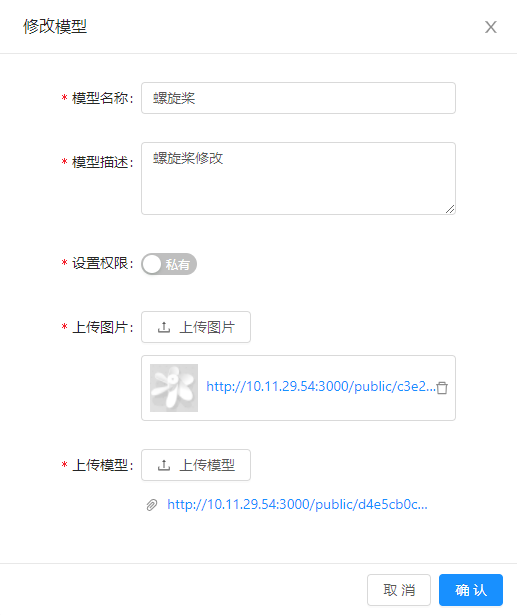 修改模型
* 模型名称: 螺旋桨
* 模型描述: 螺旋桨修改
* 设置权限: 私有
* 上传图片: 上传图片
http://10.11.29.54:3000/public/c3e2...
* 上传模型: 上传模型
http://10.11.29.54:3000/public/d4e5cb0c...
取 消 确 认